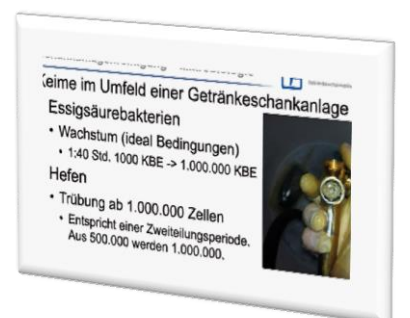 Keime im Umfeld einer Getränkeschankanlage
Essigsäurebakterien
• Wachstum (ideal Bedingungen)
• 1:40 Std. 1000 KBE -> 1.000.000 KBE
Hefen
• Trübung ab 1.000.000 Zellen
• Entspricht einer Zweiteilungsperiode.
Aus 500.000 werden 1.000.000.